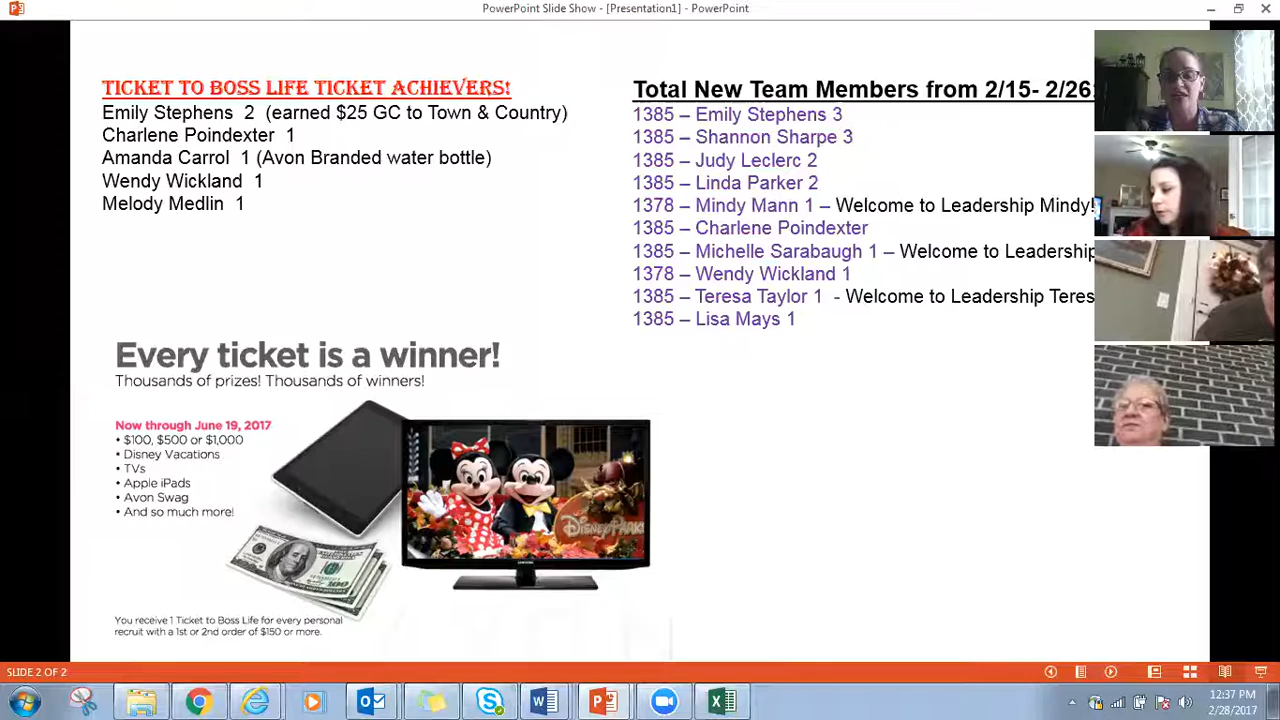 PowerPoint Slide Show - [Presentation1] - PowerPoint
TICKET TO BOSS LIFE TICKET ACHIEVERS!
Emily Stephens 2 (earned $25 GC to Town & Country)
Charlene Poindexter 1
Amanda Carrol 1 (Avon Branded water bottle)
Wendy Wickland 1
Melody Medlin 1
Total New Team Members from 2/15- 2/26:
1385 – Emily Stephens 3
1385 – Shannon Sharpe 3
1385 – Judy Leclerc 2
1385 – Linda Parker 2
1378 – Mindy Mann 1 – Welcome to Leadership Mindy!
1385 – Charlene Poindexter
1385 – Michelle Sarabaugh 1 – Welcome to Leadership
1378 – Wendy Wickland 1
1385 – Teresa Taylor 1 - Welcome to Leadership Teres
1385 – Lisa Mays 1
Every ticket is a winner!
Thousands of prizes! Thousands of winners!
Now through June 19, 2017
• $100, $500 or $1,000
• Disney Vacations
• TVs
• Apple iPads
• Avon Swag
• And so much more!
DISNEY PARK
SAMSUNG
You receive 1 Ticket to Boss Life for every personal
recruit with a 1st or 2nd order of $150 or more.
SLIDE 2 OF 2
12:37 PM
2/28/2017